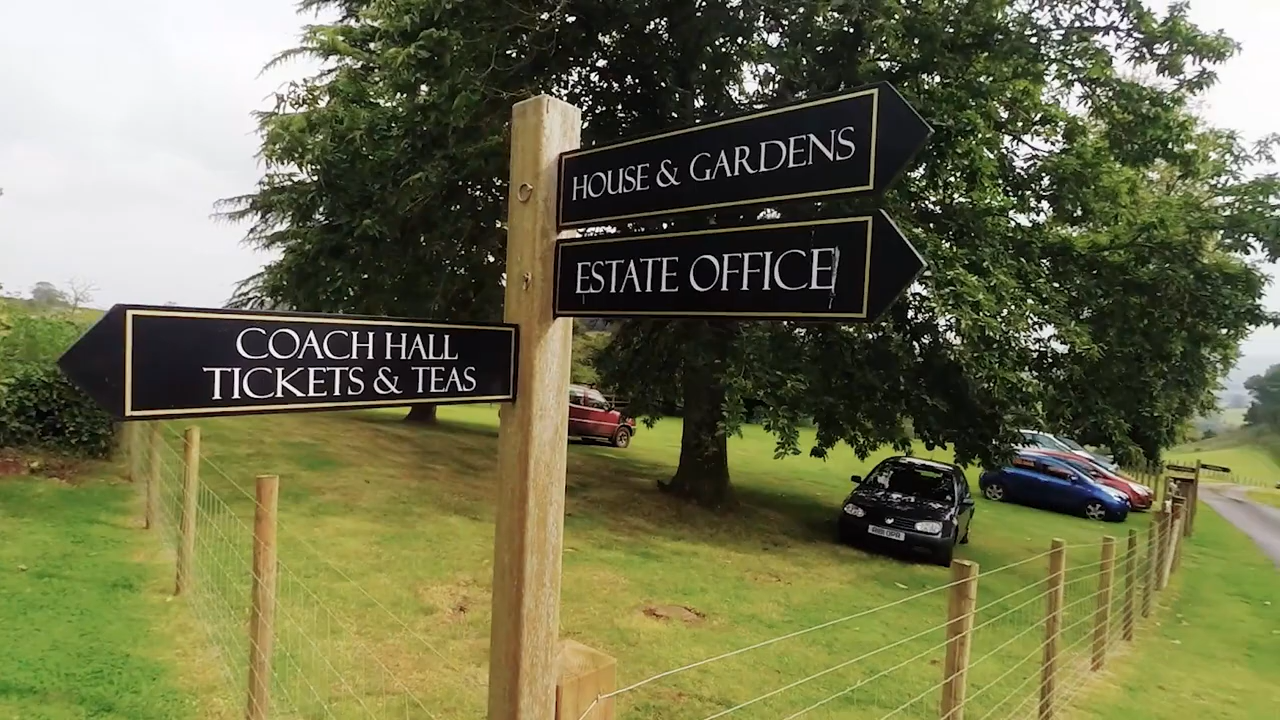 HOUSE & GARDENS
ESTATE OFFICE
COACH HALL
TICKETS & TEAS